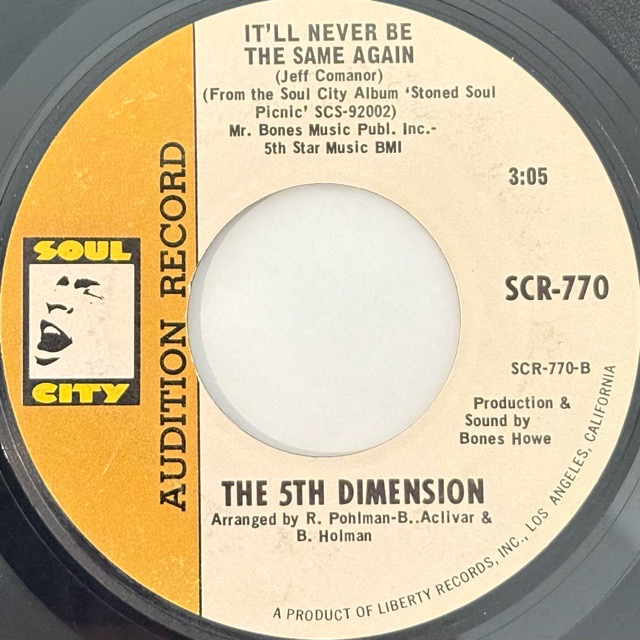 IT'LL NEVER BE
THE SAME AGAIN
(Jeff Comanor)
(From the Soul City Album 'Stoned Soul
Picnic' SCS-92002)
Mr. Bones Music Publ. Inc.-
5th Star Music BMI
3:05
SOUL
CITY
AUDITION RECORD
SCR-770
SCR-770-B
Production &
Sound by
Bones Howe
THE 5TH DIMENSION
Arranged by R. Pohlman-B..Aclivar &
B. Holman
A PRODUCT OF LIBERTY RECORDS, INC., LOS ANGELES, CALIFORNIA